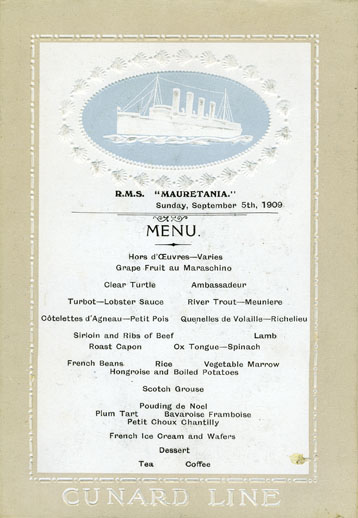 R.M.S. "MAURETANIA."
Sunday, September 5th, 1909
MENU.
Hors d'Œuvres—Varies
Grape Fruit au Maraschino
Clear Turtle Ambassadeur
Turbot—Lobster Sauce River Trout—Meuniere
Côtelettes d'Agneau—Petit Pois Quenelles de Volaille—Richelieu
Sirloin and Ribs of Beef Lamb
Roast Capon Ox Tongue—Spinach
French Beans Rice Vegetable Marrow
Hongroise and Boiled Potatoes
Scotch Grouse
Pouding de Noel
Plum Tart Bavaroise Framboise
Petit Choux Chantilly
French Ice Cream and Wafers
Dessert
Tea Coffee
CUNARD LINE